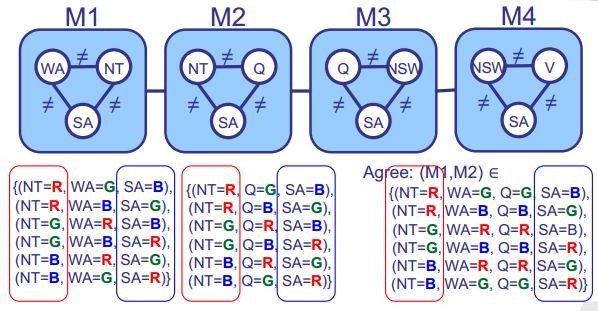 M1 M2 M3 M4
WA ≠ NT NT ≠ Q Q ≠ NSW NSW ≠ V
≠ ≠ ≠ ≠ ≠ ≠ ≠ ≠
SA SA SA SA
Agree: (M1,M2) ∈
{(NT=R, WA=G, SA=B),
(NT=R, WA=B, SA=G),
(NT=G, WA=R, SA=B),
(NT=G, WA=B, SA=R),
(NT=B, WA=R, SA=G),
(NT=B, WA=G, SA=R)}
{(NT=R, Q=G, SA=B),
(NT=R, Q=B, SA=G),
(NT=G, Q=R, SA=B),
(NT=G, Q=B, SA=R),
(NT=B, Q=R, SA=G),
(NT=B, Q=G, SA=R)}
{(NT=R, WA=G, Q=G, SA=B),
(NT=R, WA=B, Q=B, SA=G),
(NT=G, WA=R, Q=R, SA=B),
(NT=G, WA=B, Q=B, SA=R),
(NT=B, WA=R, Q=R, SA=G),
(NT=B, WA=G, Q=G, SA=R)}